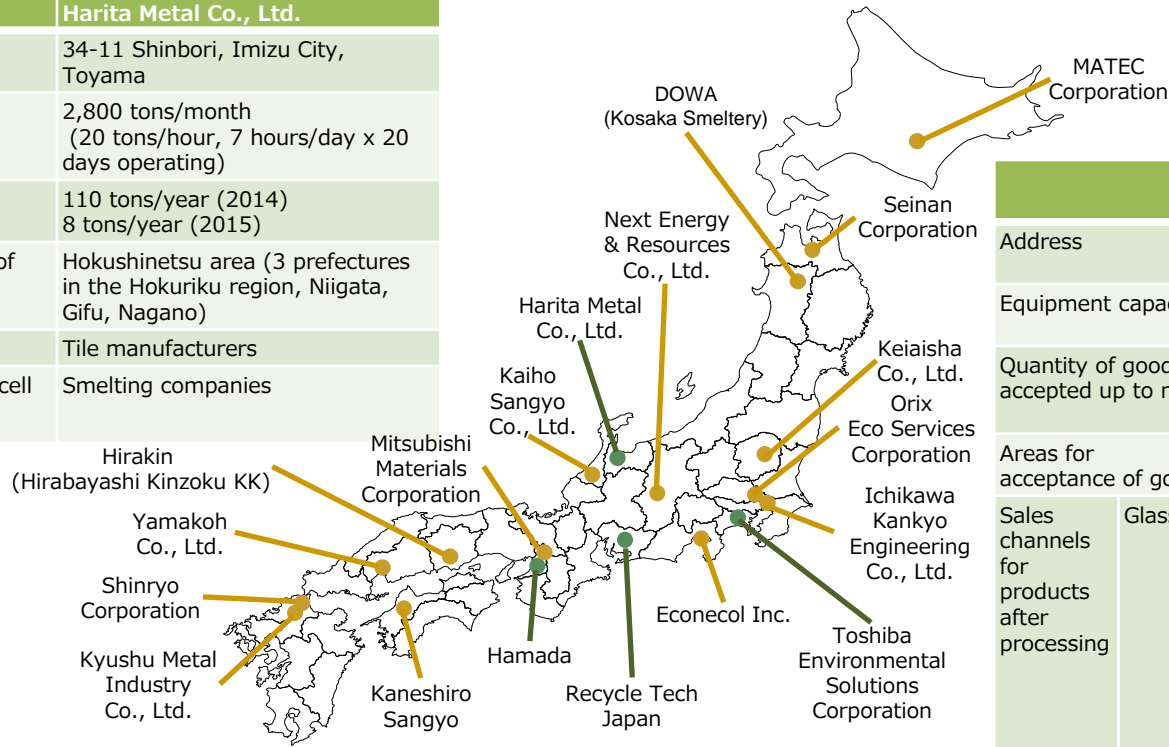 Harita Metal Co., Ltd.
34-11 Shinbori, Imizu City,
Toyama
2,800 tons/month
(20 tons/hour, 7 hours/day x 20
days operating)
110 tons/year (2014)
8 tons/year (2015)
of
Hokushinetsu area (3 prefectures
in the Hokuriku region, Niigata,
Gifu, Nagano)
Tile manufacturers
cell
Smelting companies
MATEC
Corporation
DOWA
(Kosaka Smeltery)
Seinan
Corporation
Next Energy
& Resources
Co., Ltd.
Harita Metal
Co., Ltd.
Kaiho
Sangyo
Co., Ltd.
Keiaisha
Co., Ltd.
Orix
Eco Services
Corporation
Mitsubishi
Materials
Corporation
Hirakin
(Hirabayashi Kinzoku KK)
Ichikawa
Kankyo
Engineering
Co., Ltd.
Yamakoh
Co., Ltd.
Shinryo
Corporation
Kyushu Metal
Industry
Co., Ltd.
Kaneshiro
Sangyo
Hamada
Recycle Tech
Japan
Econecol Inc.
Toshiba
Environmental
Solutions
Corporation
Address
Equipment capac
Quantity of good
accepted up to n
Areas for
acceptance of go
Sales
channels
for
products
after
processing
Glass